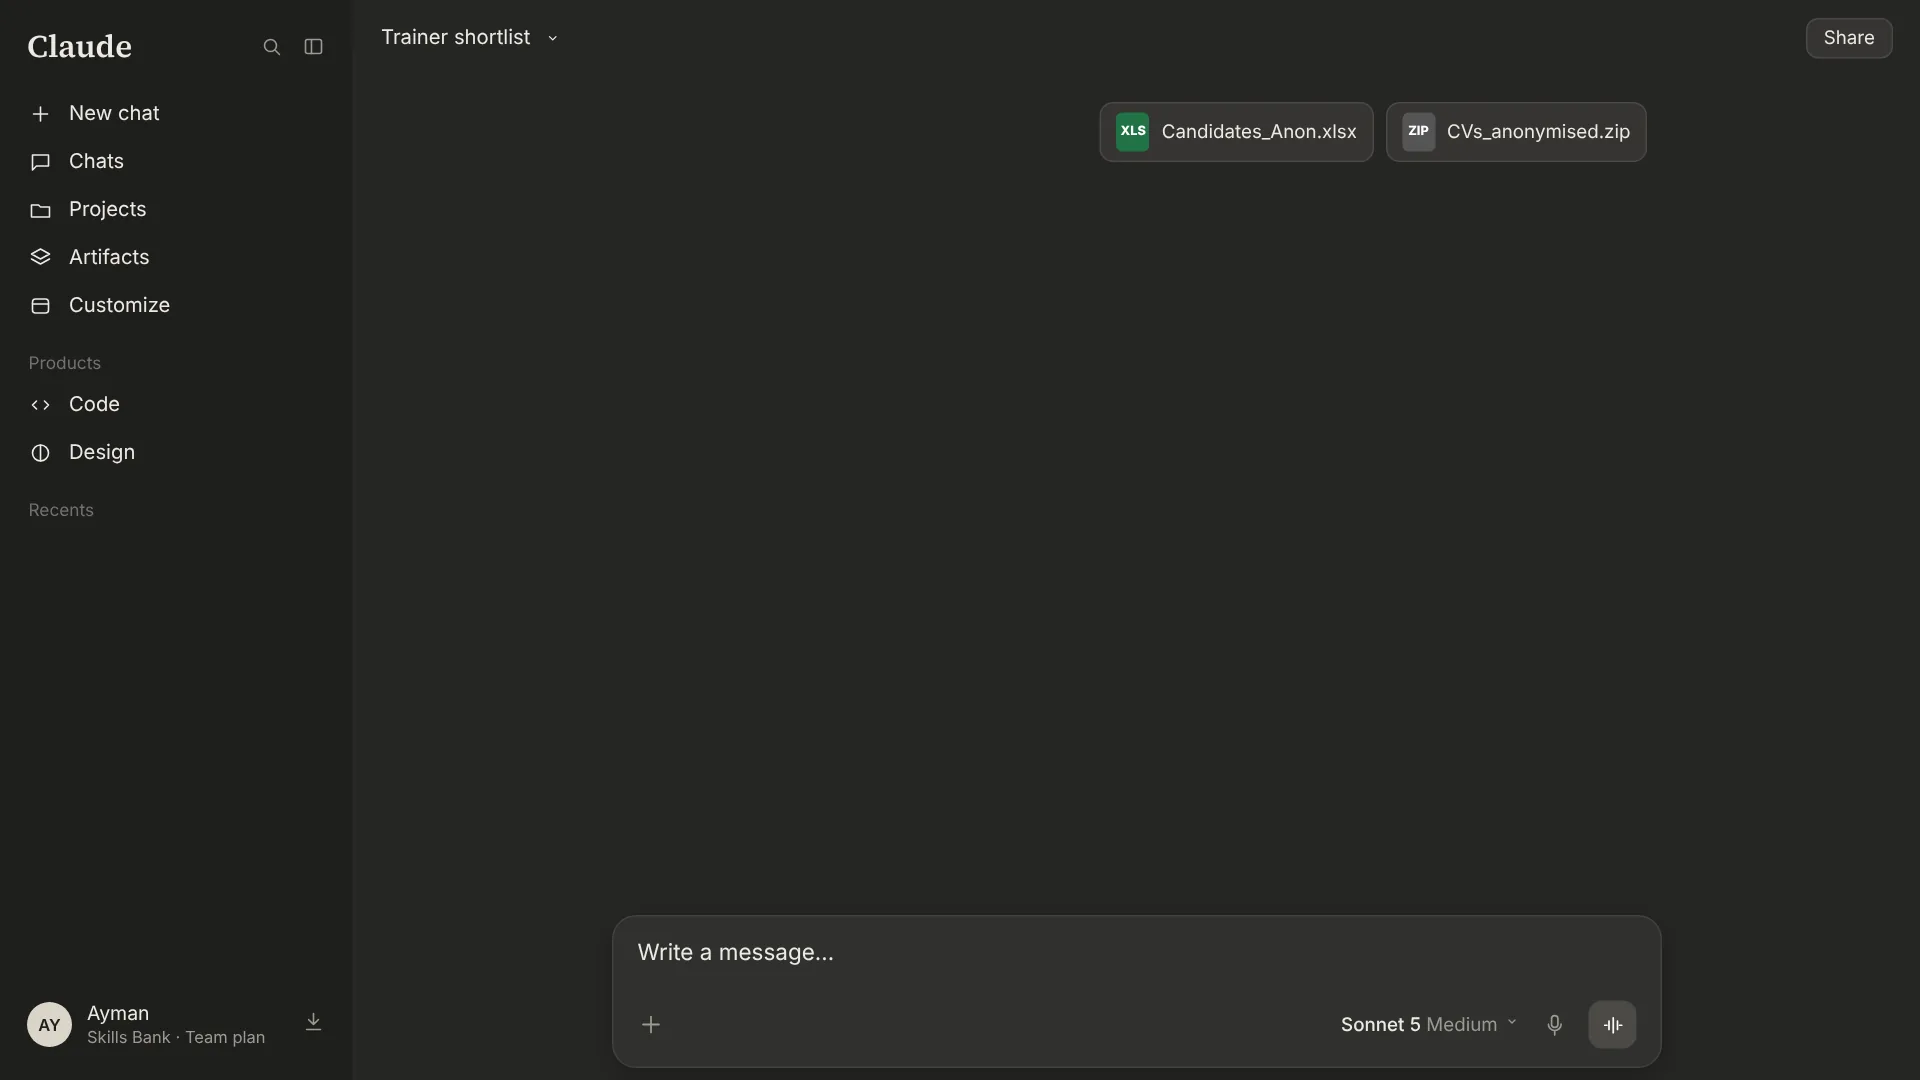 Claude
New chat
Chats
Projects
Artifacts
Customize
Products
Code
Design
Recents
AY
Ayman
Skills Bank · Team plan
Trainer shortlist
Share
XLS
Candidates_Anon.xlsx
ZIP
CVs_anonymised.zip
Write a message...
Sonnet 5 Medium